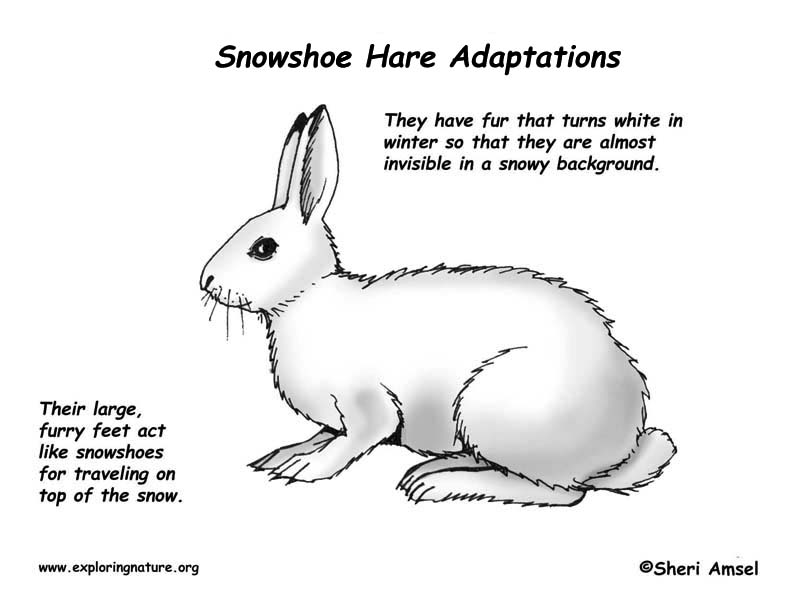 Snowshoe Hare Adaptations
They have fur that turns white in
winter so that they are almost
invisible in a snowy background.
Their large,
furry feet act
like snowshoes
for traveling on
top of the snow.
www.exploringnature.org
©Sheri Amsel